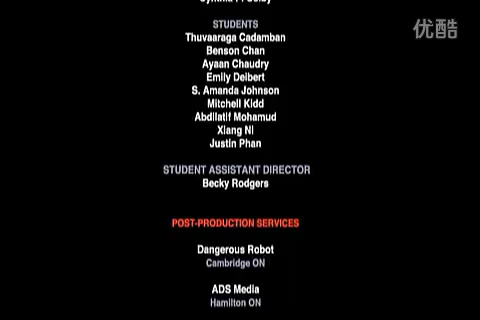 STUDENTS
Thuvaaraga Cadamban
Benson Chan
Ayaan Chaudry
Emily Deibert
S. Amanda Johnson
Mitchell Kidd
Abdilatif Mohamud
Xiang Ni
Justin Phan
STUDENT ASSISTANT DIRECTOR
Becky Rodgers
POST-PRODUCTION SERVICES
Dangerous Robot
Cambridge ON
ADS Media
Hamilton ON
优酷